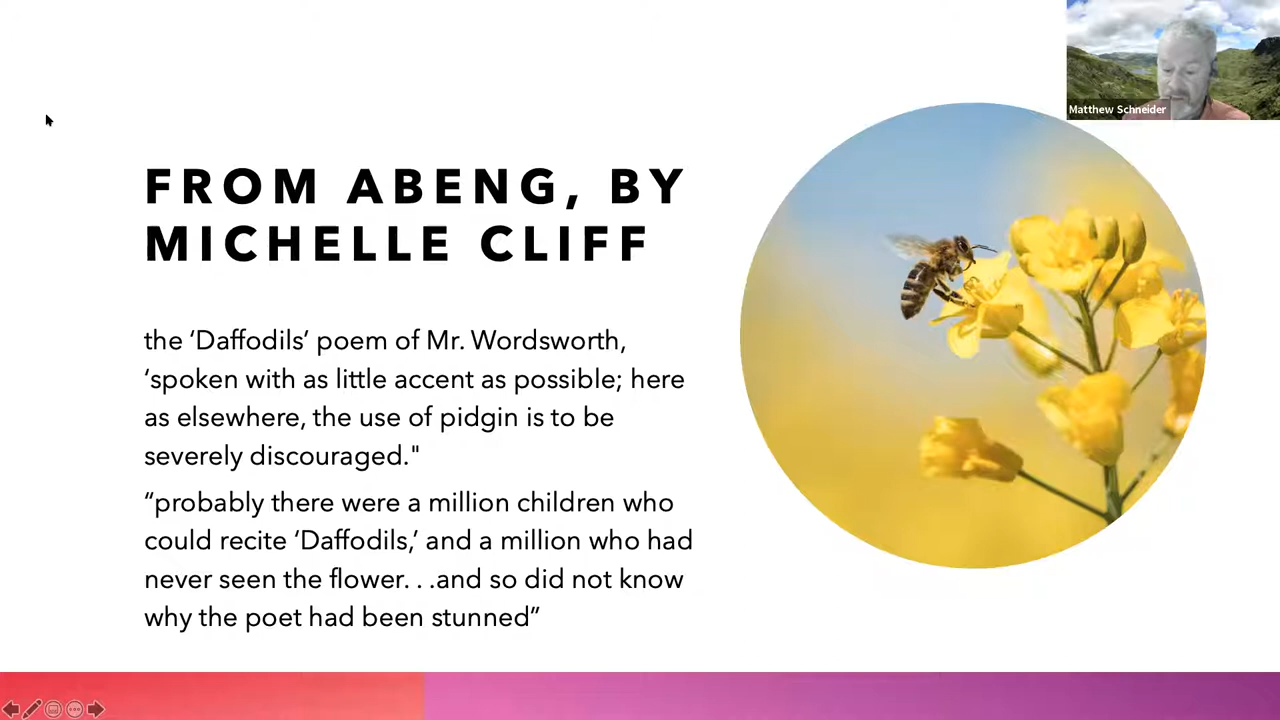 Matthew Schneider
FROM ABENG, BY
MICHELLE CLIFF
the ‘Daffodils’ poem of Mr. Wordsworth,
‘spoken with as little accent as possible; here
as elsewhere, the use of pidgin is to be
severely discouraged."
“probably there were a million children who
could recite ‘Daffodils,’ and a million who had
never seen the flower. . .and so did not know
why the poet had been stunned”